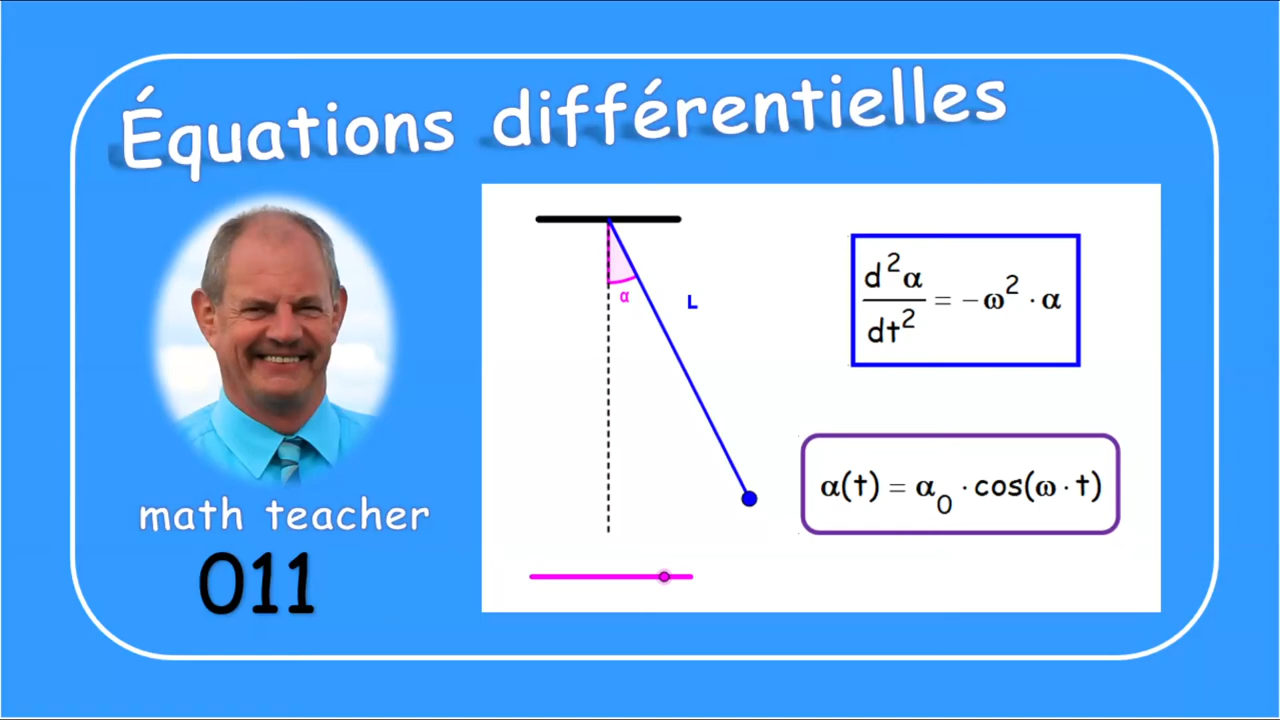 Équations différentielles
α
L
d²α/dt² = −ω² · α
α(t) = α₀ · cos(ω · t)
math teacher
011